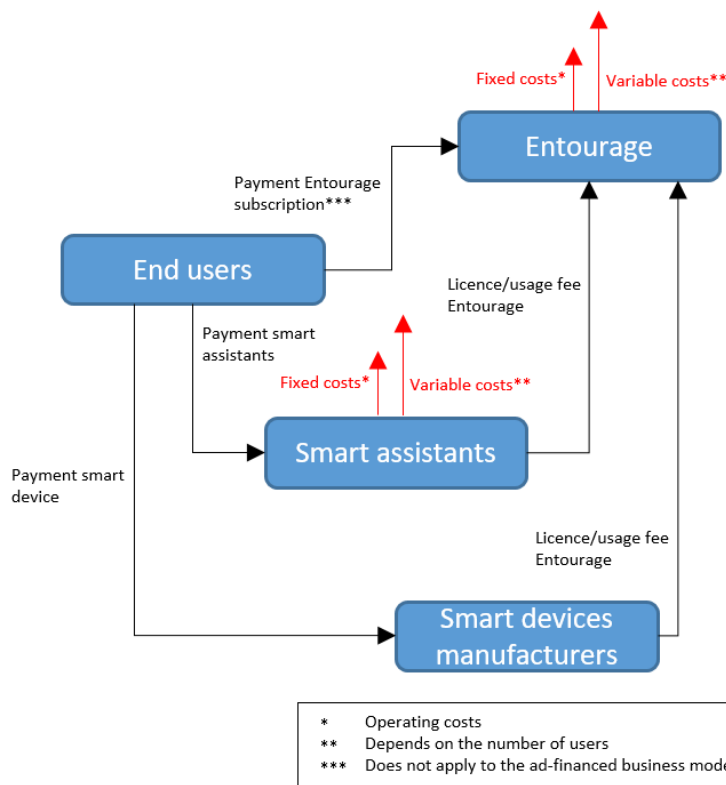 Fixed costs*
Variable costs**
Entourage
Payment Entourage
subscription***
End users
Licence/usage fee
Entourage
Payment smart
assistants
Fixed costs*
Variable costs**
Smart assistants
Payment smart
device
Licence/usage fee
Entourage
Smart devices
manufacturers
* Operating costs
** Depends on the number of users
*** Does not apply to the ad-financed business mode